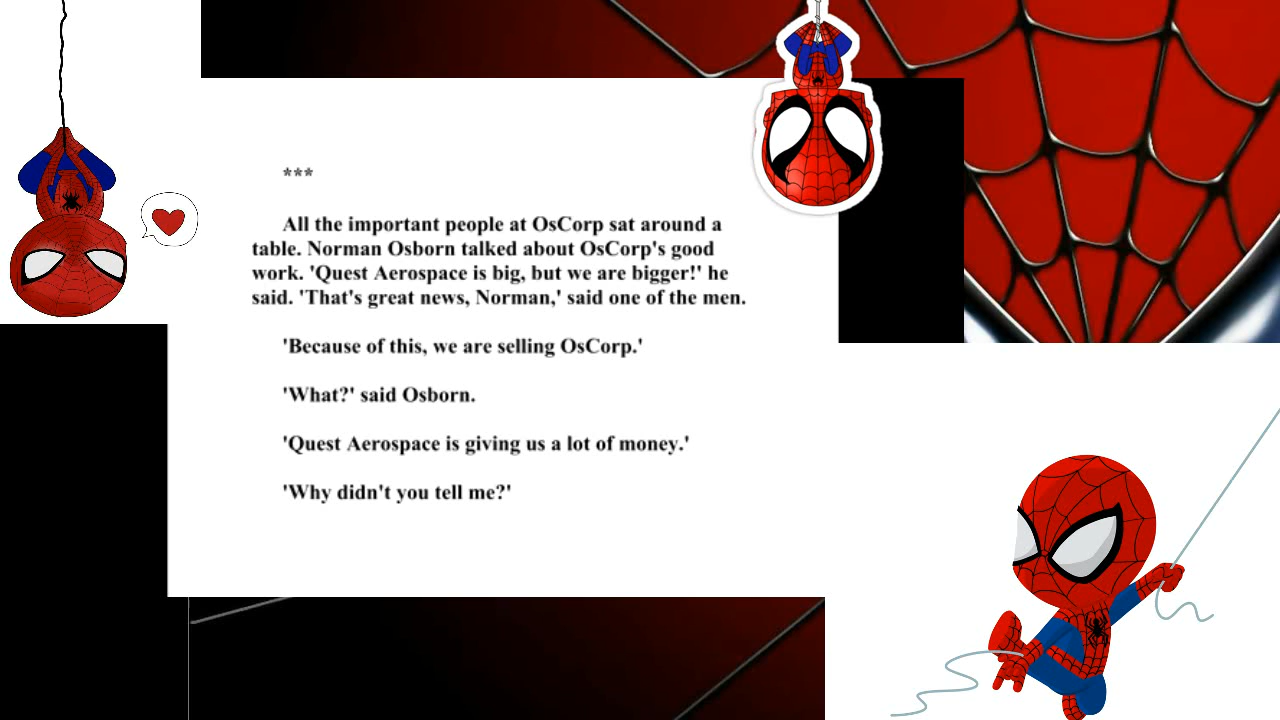 ***
All the important people at OsCorp sat around a
table. Norman Osborn talked about OsCorp's good
work. 'Quest Aerospace is big, but we are bigger!' he
said. 'That's great news, Norman,' said one of the men.
'Because of this, we are selling OsCorp.'
'What?' said Osborn.
'Quest Aerospace is giving us a lot of money.'
'Why didn't you tell me?'